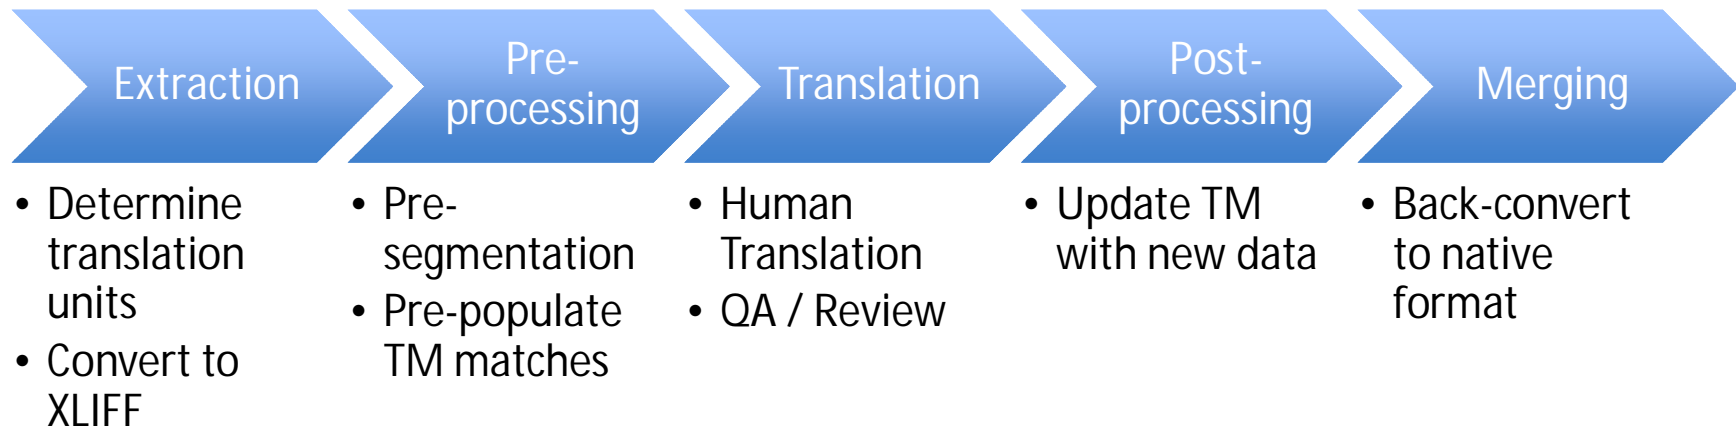 Extraction
Pre-
processing
Translation
Post-
processing
Merging
• Determine
translation
units
• Convert to
XLIFF
• Pre-
segmentation
• Pre-populate
TM matches
• Human
Translation
• QA / Review
• Update TM
with new data
• Back-convert
to native
format